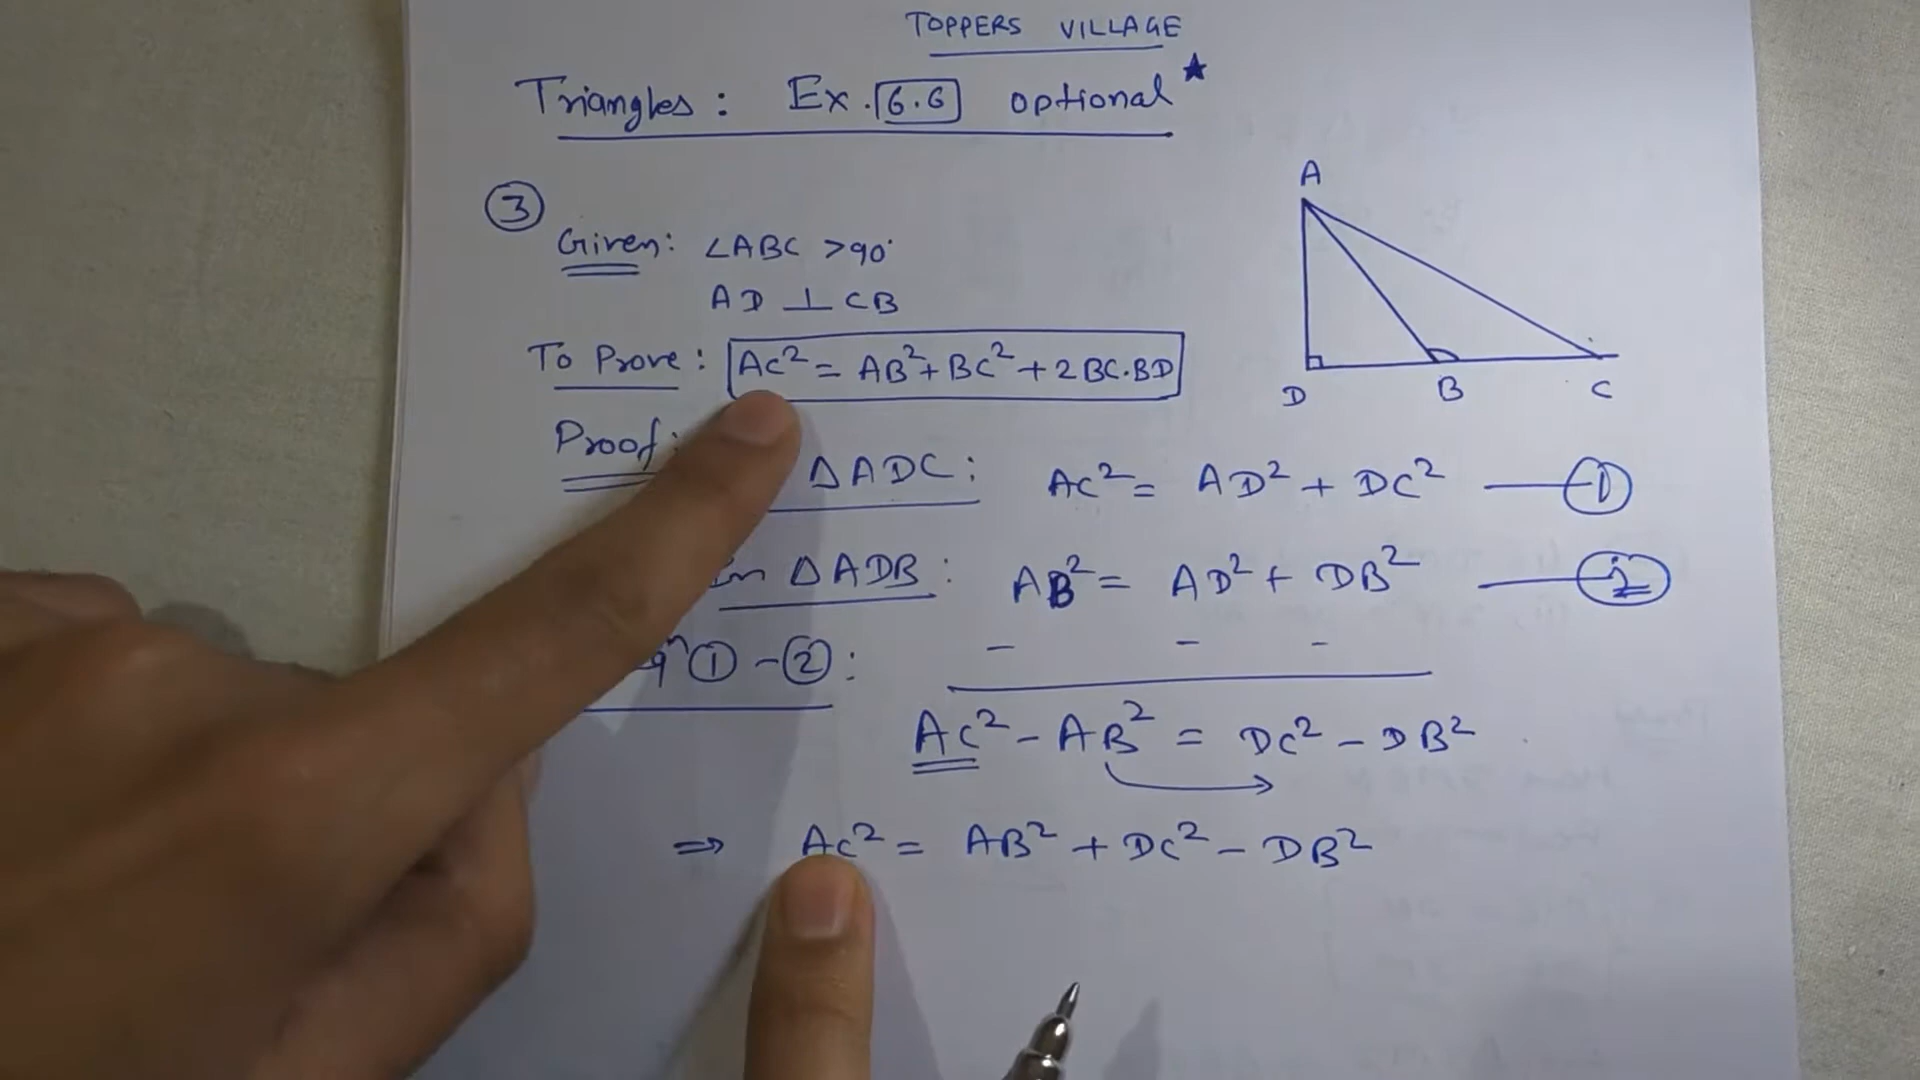 TOPPERS VILLAGE
Triangles: Ex. 6.6 optional ★
③
Given: ∠ABC >90°
AD ⊥ CB
To Prove: AC² = AB² + BC² + 2BC.BD
Proof:
ΔADC: AC² = AD² + DC² — ①
in ΔADB: AB² = AD² + DB² — ②
① - ②: - - -
AC² - AB² = DC² - DB²
⇒ AC² = AB² + DC² - DB²
A
D B C